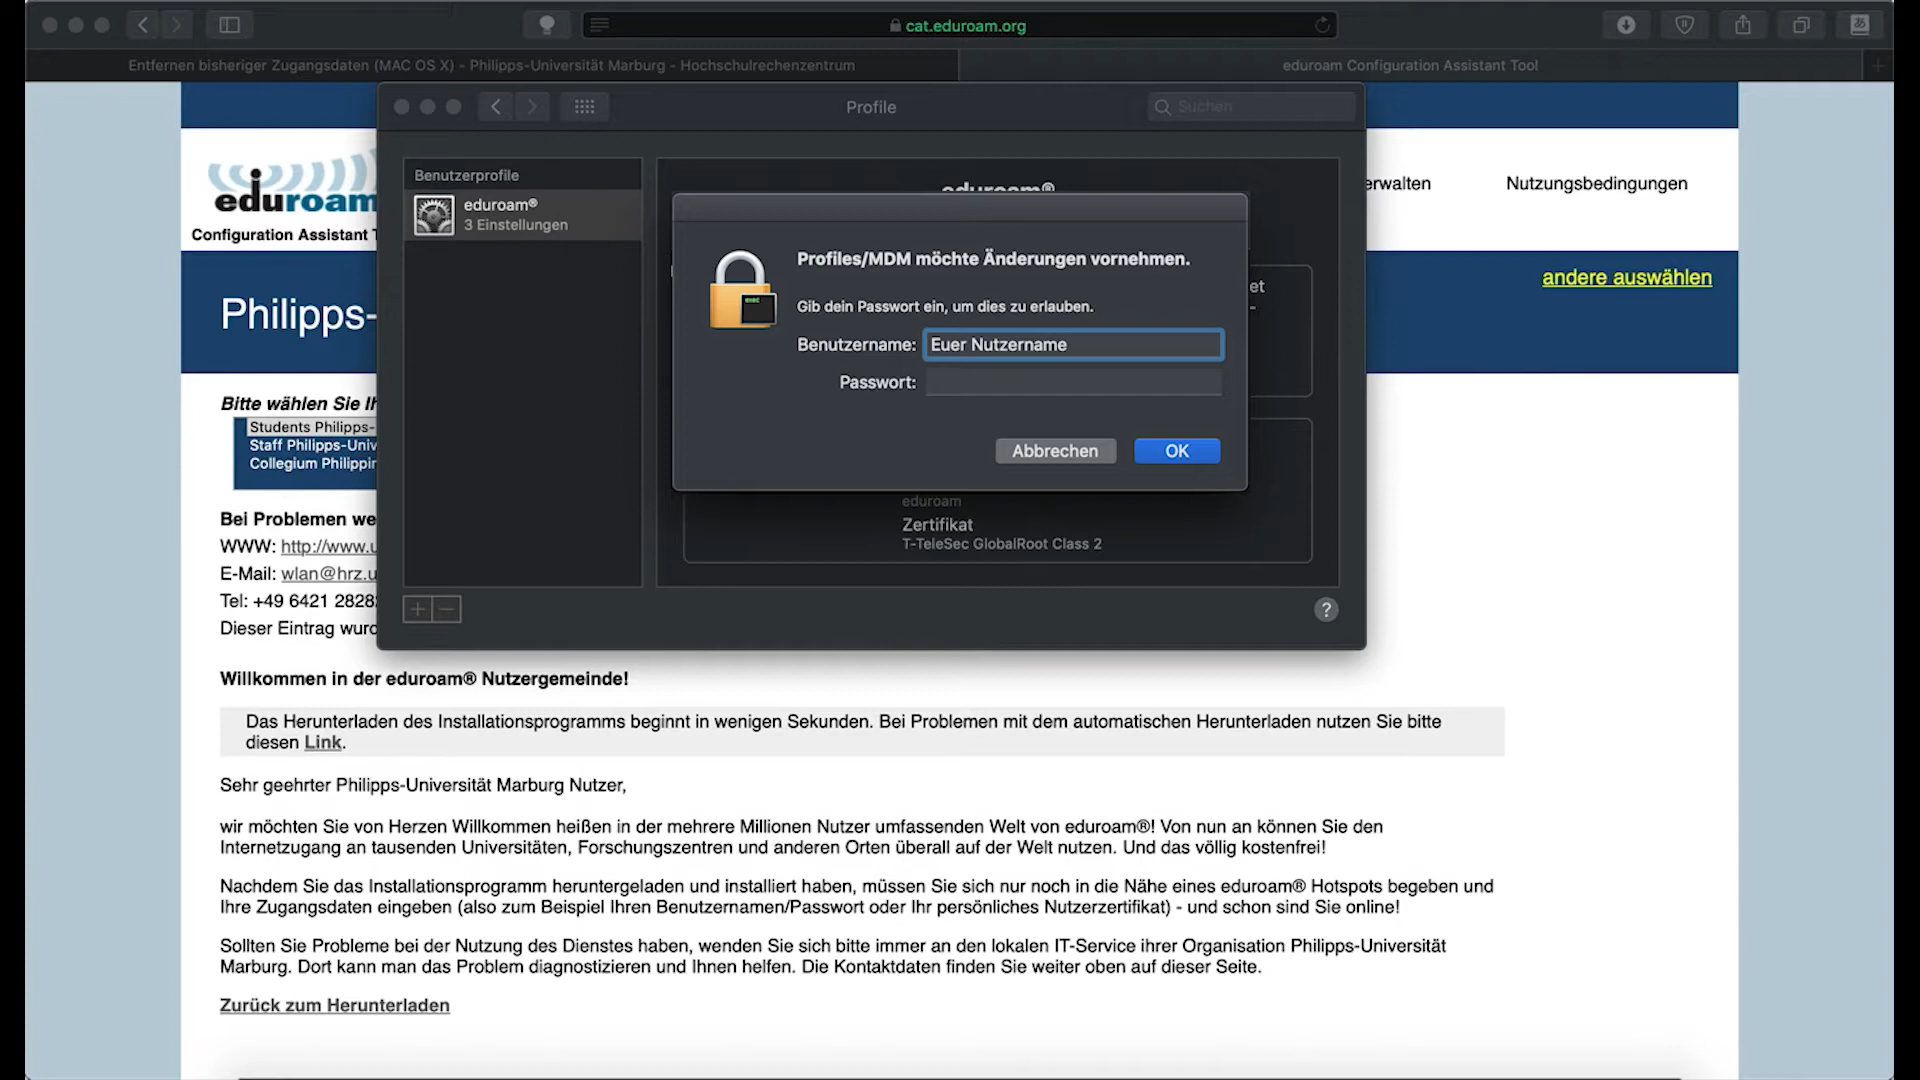 cat.eduroam.org
Entfernen bisheriger Zugangsdaten (MAC OS X) - Philipps-Universität Marburg - Hochschulrechenzentrum
eduroam Configuration Assistant Tool
Profile
Suchen
Benutzerprofile
eduroam®
3 Einstellungen
eduroam®
Profiles/MDM möchte Änderungen vornehmen.
Gib dein Passwort ein, um dies zu erlauben.
Benutzername: Euer Nutzername
Passwort:
Abbrechen
OK
eduroam
Zertifikat
T-TeleSec GlobalRoot Class 2
?
eduroam
Configuration Assistant
Nutzungsbedingungen
andere auswählen
Philipps-
Bitte wählen Sie
Students Philipps-
Staff Philipps-
Collegium
Bei Problemen
WWW: http://www.
E-Mail: wlan@hrz.
Tel: +49 6421
Dieser Eintrag
Willkommen in der eduroam® Nutzergemeinde!
Das Herunterladen des Installationsprogramms beginnt in wenigen Sekunden. Bei Problemen mit dem automatischen Herunterladen nutzen Sie bitte
diesen Link.
Sehr geehrter Philipps-Universität Marburg Nutzer,
wir möchten Sie von Herzen Willkommen heißen in der mehrere Millionen Nutzer umfassenden Welt von eduroam®! Von nun an können Sie den
Internetzugang an tausenden Universitäten, Forschungszentren und anderen Orten überall auf der Welt nutzen. Und das völlig kostenfrei!
Nachdem Sie das Installationsprogramm heruntergeladen und installiert haben, müssen Sie sich nur noch in die Nähe eines eduroam® Hotspots begeben und
Ihre Zugangsdaten eingeben (also zum Beispiel Ihren Benutzernamen/Passwort oder Ihr persönliches Nutzerzertifikat) - und schon sind Sie online!
Sollten Sie Probleme bei der Nutzung des Dienstes haben, wenden Sie sich bitte immer an den lokalen IT-Service ihrer Organisation Philipps-Universität
Marburg. Dort kann man das Problem diagnostizieren und Ihnen helfen. Die Kontaktdaten finden Sie weiter oben auf dieser Seite.
Zurück zum Herunterladen